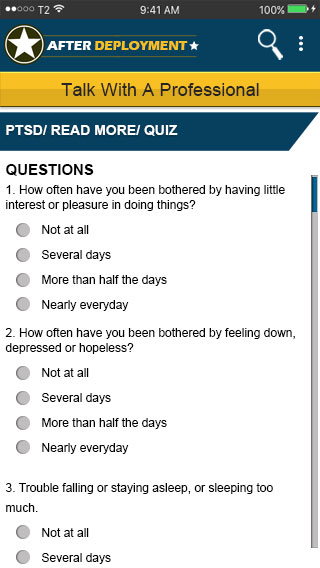 T2 9:41 AM 100%
AFTER DEPLOYMENT
Talk With A Professional
PTSD/ READ MORE/ QUIZ
QUESTIONS
1. How often have you been bothered by having little
interest or pleasure in doing things?
Not at all
Several days
More than half the days
Nearly everyday
2. How often have you been bothered by feeling down,
depressed or hopeless?
Not at all
Several days
More than half the days
Nearly everyday
3. Trouble falling or staying asleep, or sleeping too
much.
Not at all
Several days